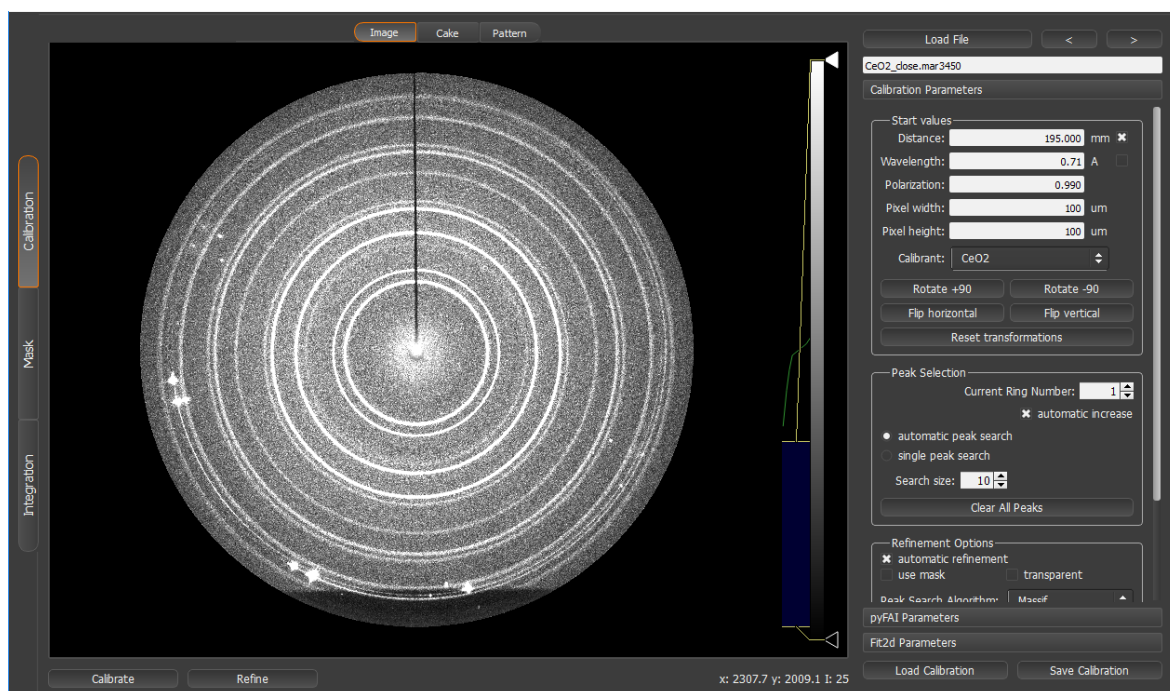 Image Cake Pattern
Load File < >
CeO2_close.mar3450
Calibration Parameters
Start values
Distance: 195.000 mm
Wavelength: 0.71 A
Polarization: 0.990
Pixel width: 100 um
Pixel height: 100 um
Calibrant: CeO2
Rotate +90 Rotate -90
Flip horizontal Flip vertical
Reset transformations
Peak Selection
Current Ring Number: 1
automatic increase
automatic peak search
single peak search
Search size: 10
Clear All Peaks
Refinement Options
automatic refinement
use mask transparent
Peak Search Algorithm: Massif
pyFAI Parameters
Fit2d Parameters
Load Calibration Save Calibration
Calibration
Mask
Integration
Calibrate Refine x: 2307.7 y: 2009.1 I: 25